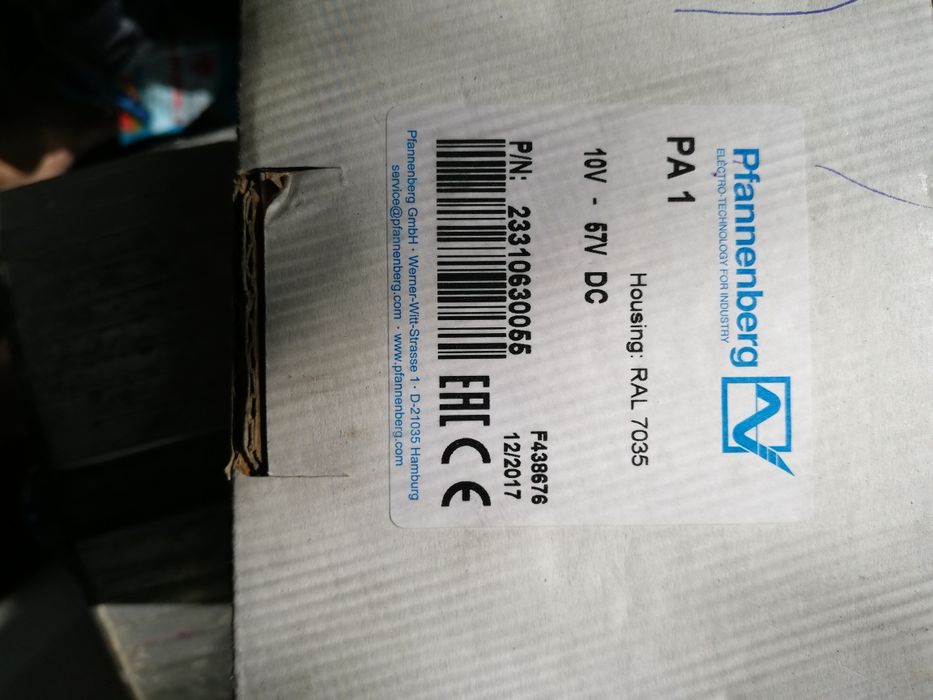 Pfannenberg
ELECTRO-TECHNOLOGY FOR INDUSTRY
PA 1
Housing: RAL 7035
10V - 57V DC
F438676
P/N: 23310630055
12/2017
EAC CE
Pfannenberg GmbH · Werner-Witt-Strasse 1 · D-21035 Hamburg
service@pfannenberg.com · www.pfannenberg.com